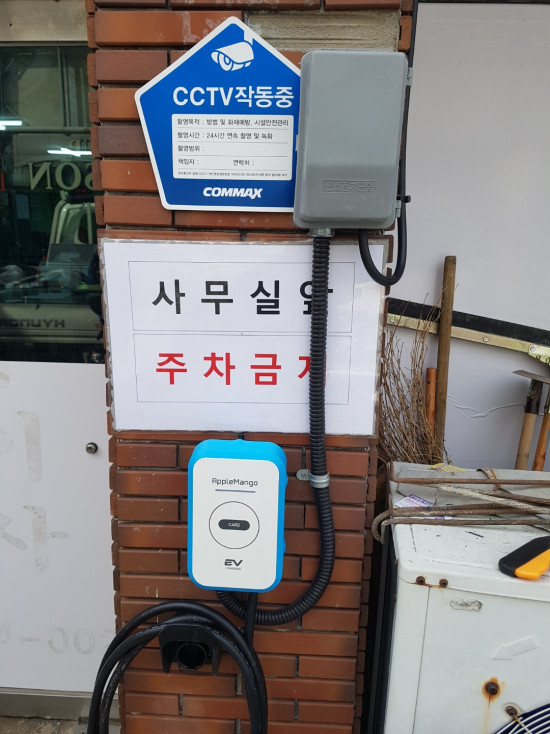 CCTV작동중
촬영목적 : 방범 및 화재예방, 시설안전관리
촬영시간 : 24시간 연속 촬영 및 녹화
촬영범위 :
책임자 : 연락처 :
COMMAX
사무실앞
주차금지
AppleMango
CARD
EV
CHARGING
SON
HYUNDAI